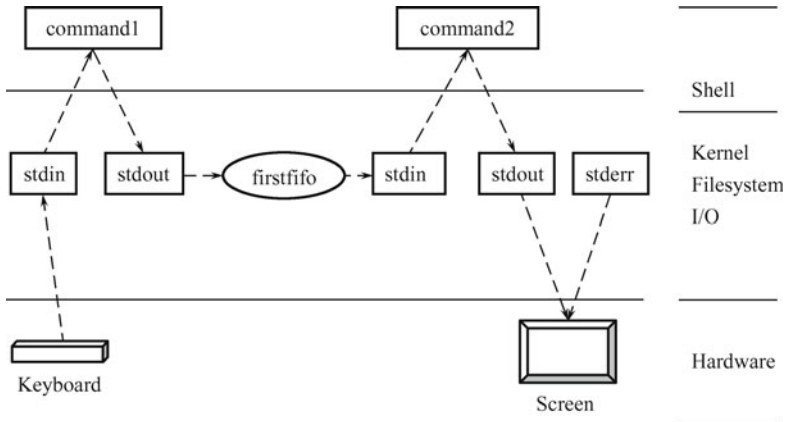 command1
command2
Shell
stdin
stdout
firstfifo
stdin
stdout
stderr
Kernel
Filesystem
I/O
Keyboard
Screen
Hardware